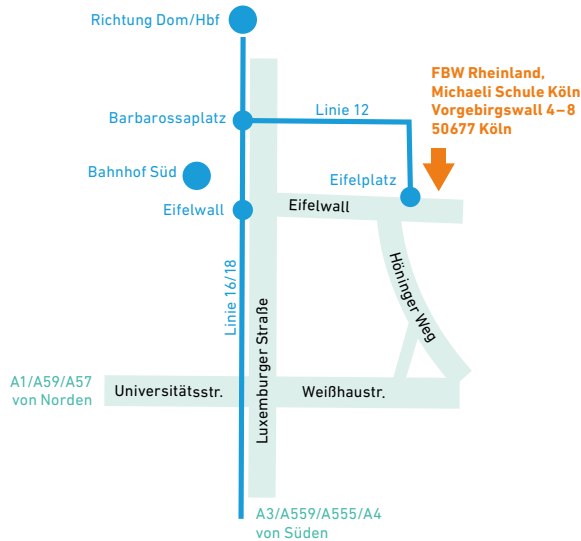 Richtung Dom/Hbf
FBW Rheinland,
Michaeli Schule Köln
Vorgebirgswall 4–8
50677 Köln
Barbarossaplatz
Linie 12
Bahnhof Süd
Eifelplatz
Eifelwall
Eifelwall
Linie 16/18
Höninger Weg
Luxemburger Straße
A1/A59/A57
von Norden
Universitätsstr.
Weißhaustr.
A3/A559/A555/A4
von Süden